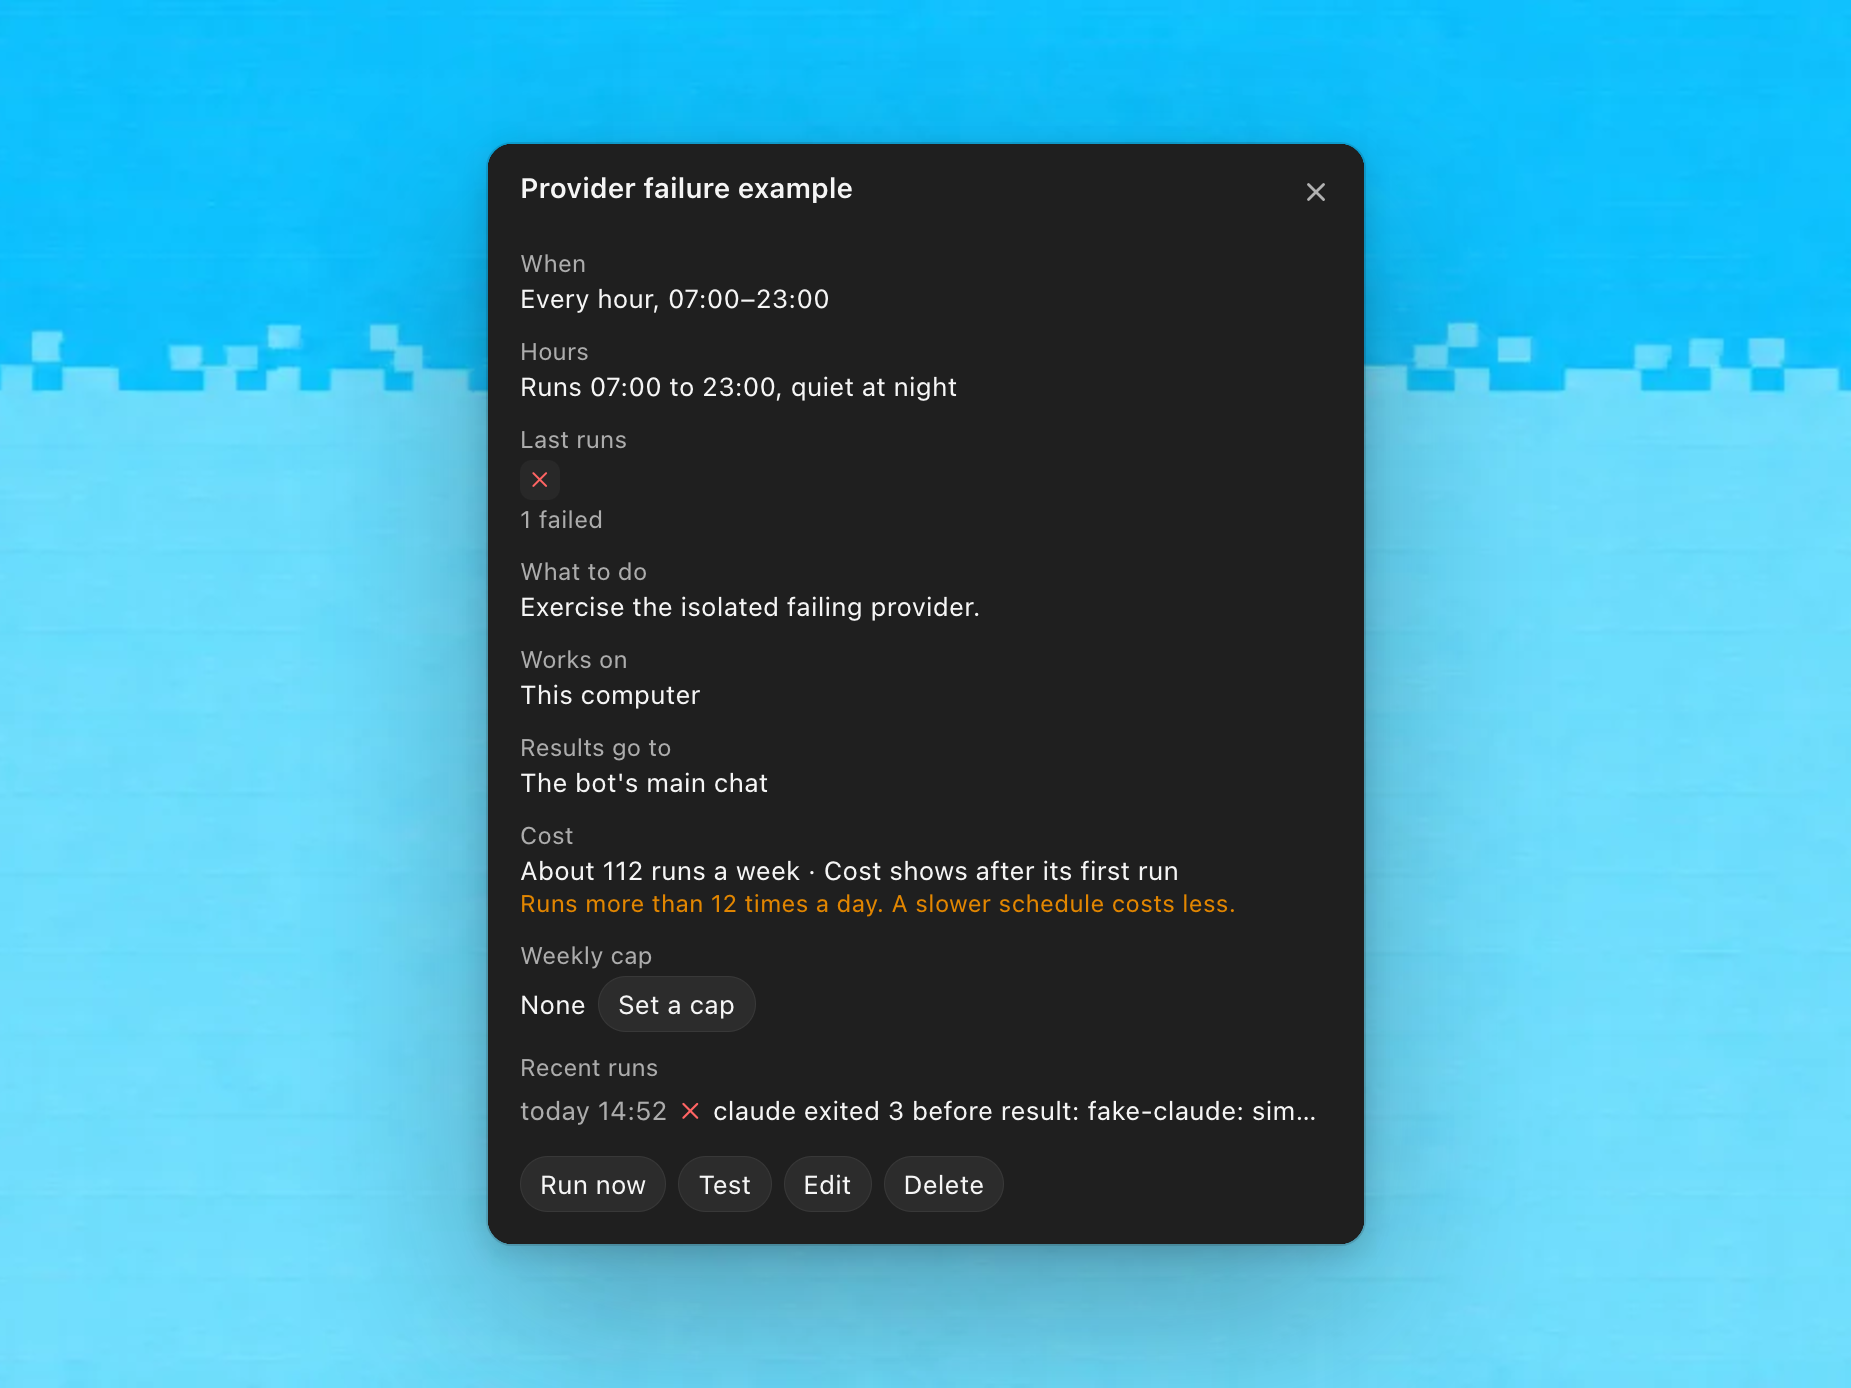 Provider failure example
When
Every hour, 07:00–23:00
Hours
Runs 07:00 to 23:00, quiet at night
Last runs
1 failed
What to do
Exercise the isolated failing provider.
Works on
This computer
Results go to
The bot's main chat
Cost
About 112 runs a week · Cost shows after its first run
Runs more than 12 times a day. A slower schedule costs less.
Weekly cap
None Set a cap
Recent runs
today 14:52 claude exited 3 before result: fake-claude: sim...
Run now Test Edit Delete